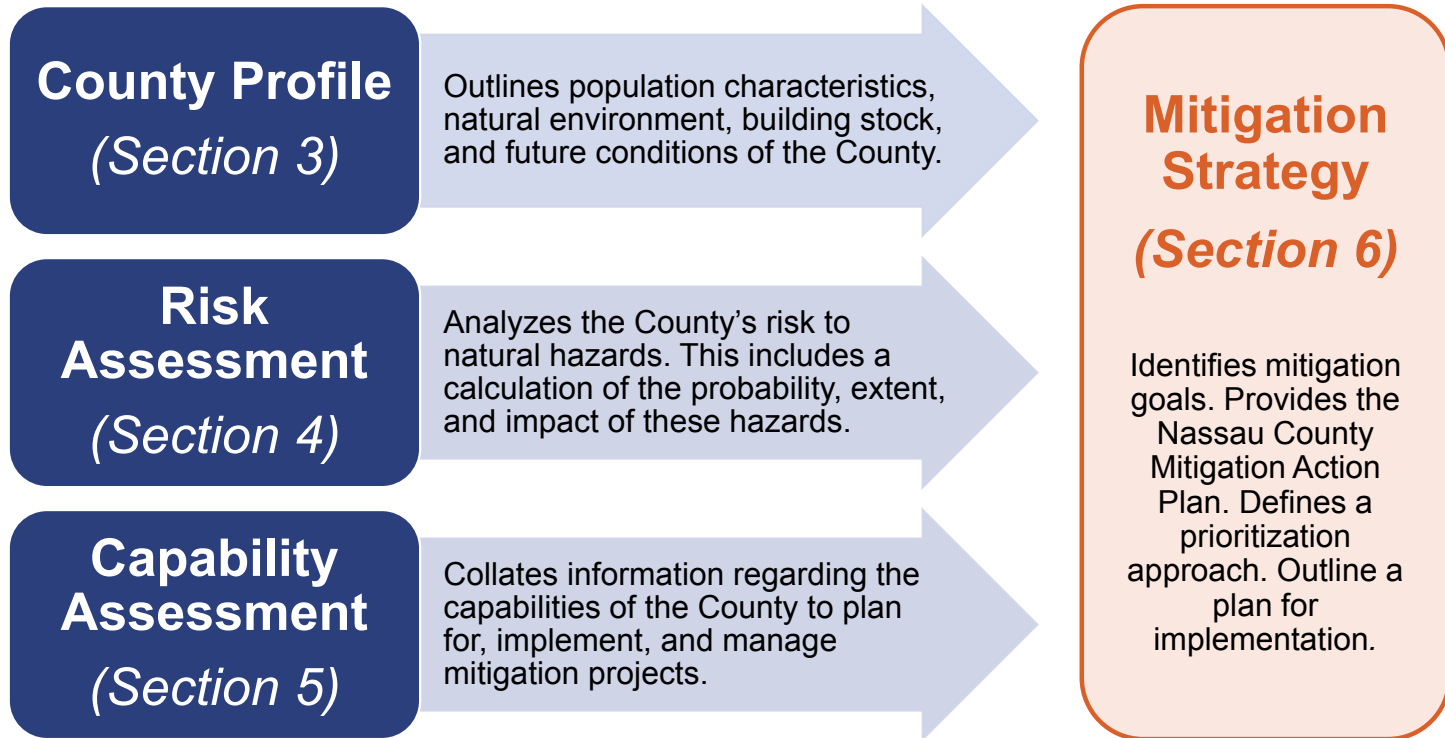 County Profile
(Section 3)
Outlines population characteristics,
natural environment, building stock,
and future conditions of the County.
Risk
Assessment
(Section 4)
Analyzes the County’s risk to
natural hazards. This includes a
calculation of the probability, extent,
and impact of these hazards.
Capability
Assessment
(Section 5)
Collates information regarding the
capabilities of the County to plan
for, implement, and manage
mitigation projects.
Mitigation
Strategy
(Section 6)
Identifies mitigation
goals. Provides the
Nassau County
Mitigation Action
Plan. Defines a
prioritization
approach. Outline a
plan for
implementation.